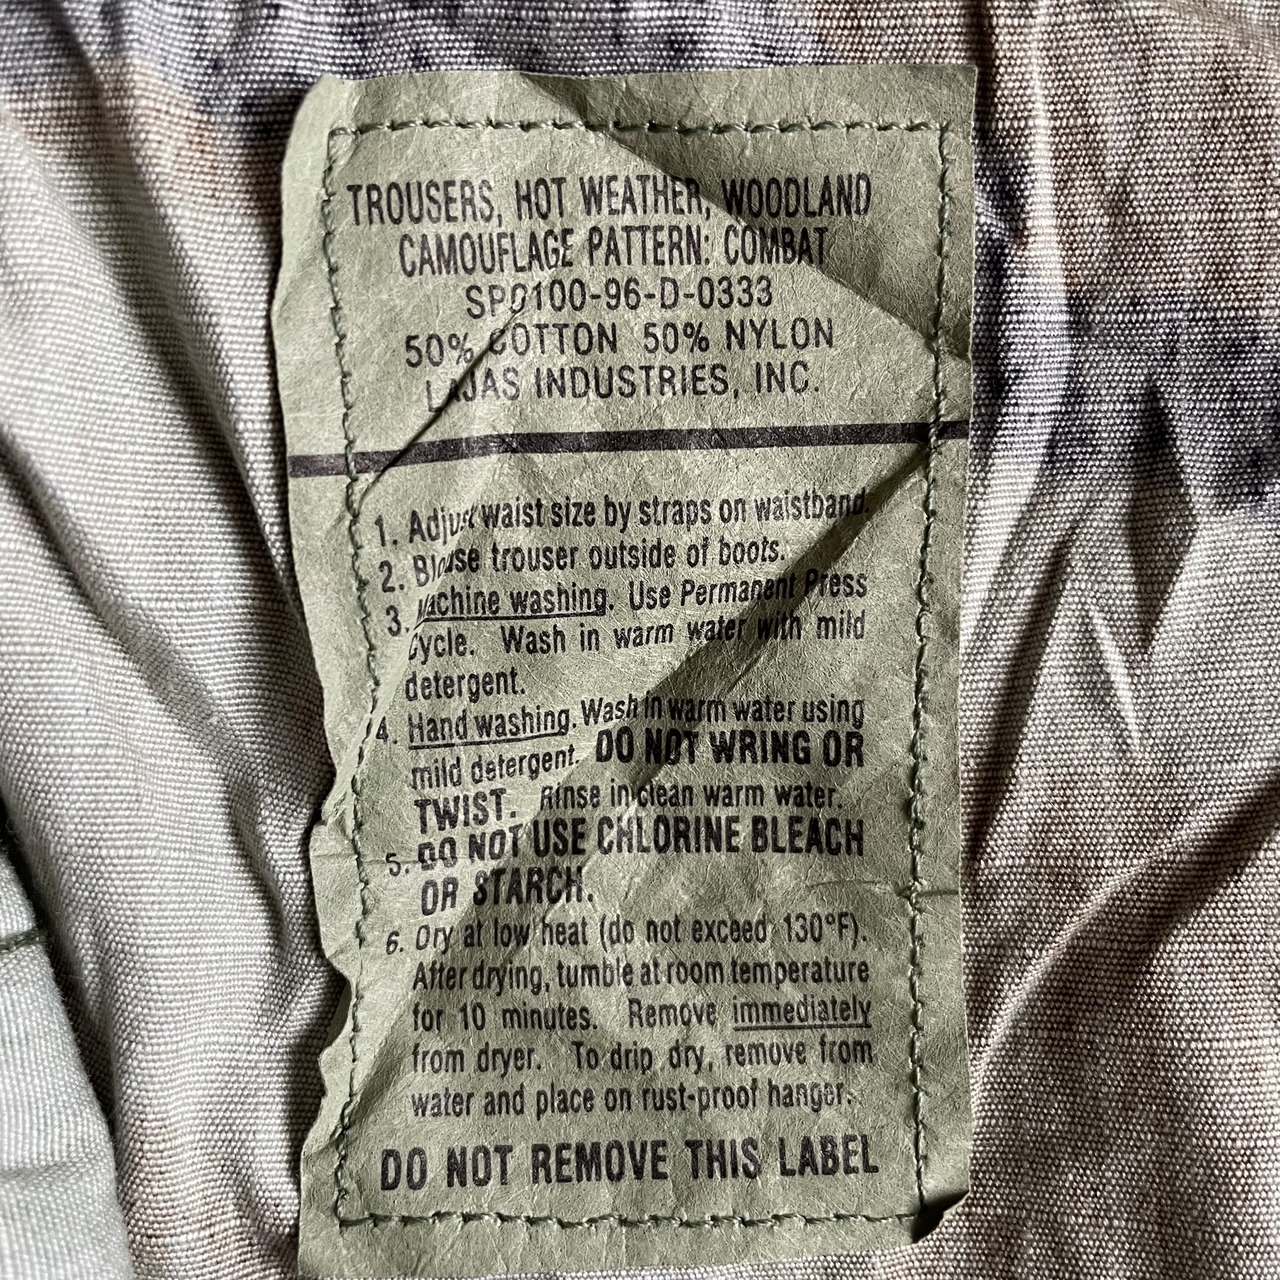 TROUSERS, HOT WEATHER, WOODLAND
CAMOUFLAGE PATTERN: COMBAT
SP0100-96-D-0333
50% COTTON 50% NYLON
LAJAS INDUSTRIES, INC.
1. Adjust waist size by straps on waistband.
2. Blouse trouser outside of boots.
3. Machine washing. Use Permanent Press
Cycle. Wash in warm water with mild
detergent.
4. Hand washing. Wash in warm water using
mild detergent. DO NOT WRING OR
TWIST. Rinse in clean warm water.
5. DO NOT USE CHLORINE BLEACH
OR STARCH.
6. Dry at low heat (do not exceed 130°F).
After drying, tumble at room temperature
for 10 minutes. Remove immediately
from dryer. To drip dry, remove from
water and place on rust-proof hanger.
DO NOT REMOVE THIS LABEL